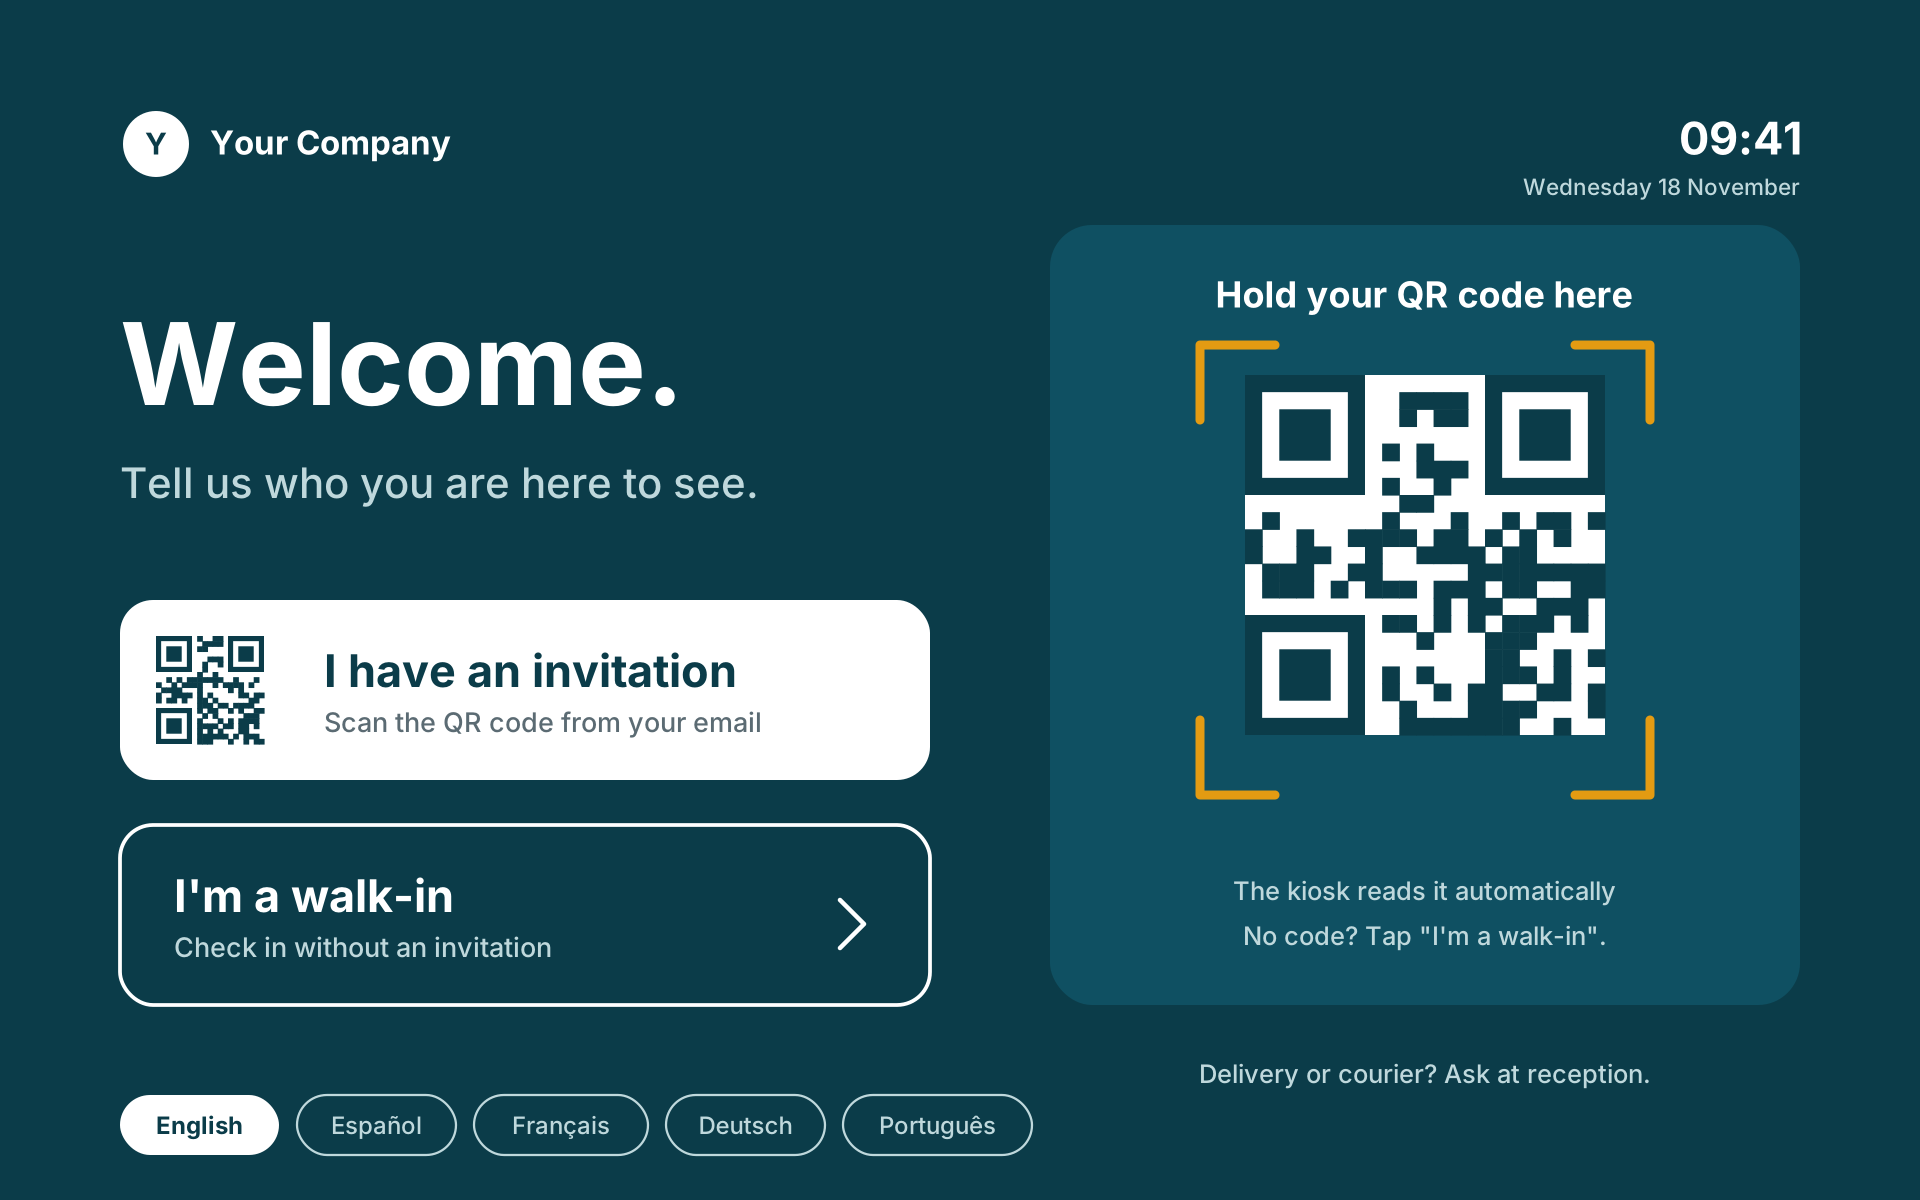 Y
Your Company
09:41
Wednesday 18 November
Welcome.
Tell us who you are here to see.
I have an invitation
Scan the QR code from your email
I'm a walk-in
Check in without an invitation
English
Español
Français
Deutsch
Português
Hold your QR code here
The kiosk reads it automatically
No code? Tap "I'm a walk-in".
Delivery or courier? Ask at reception.